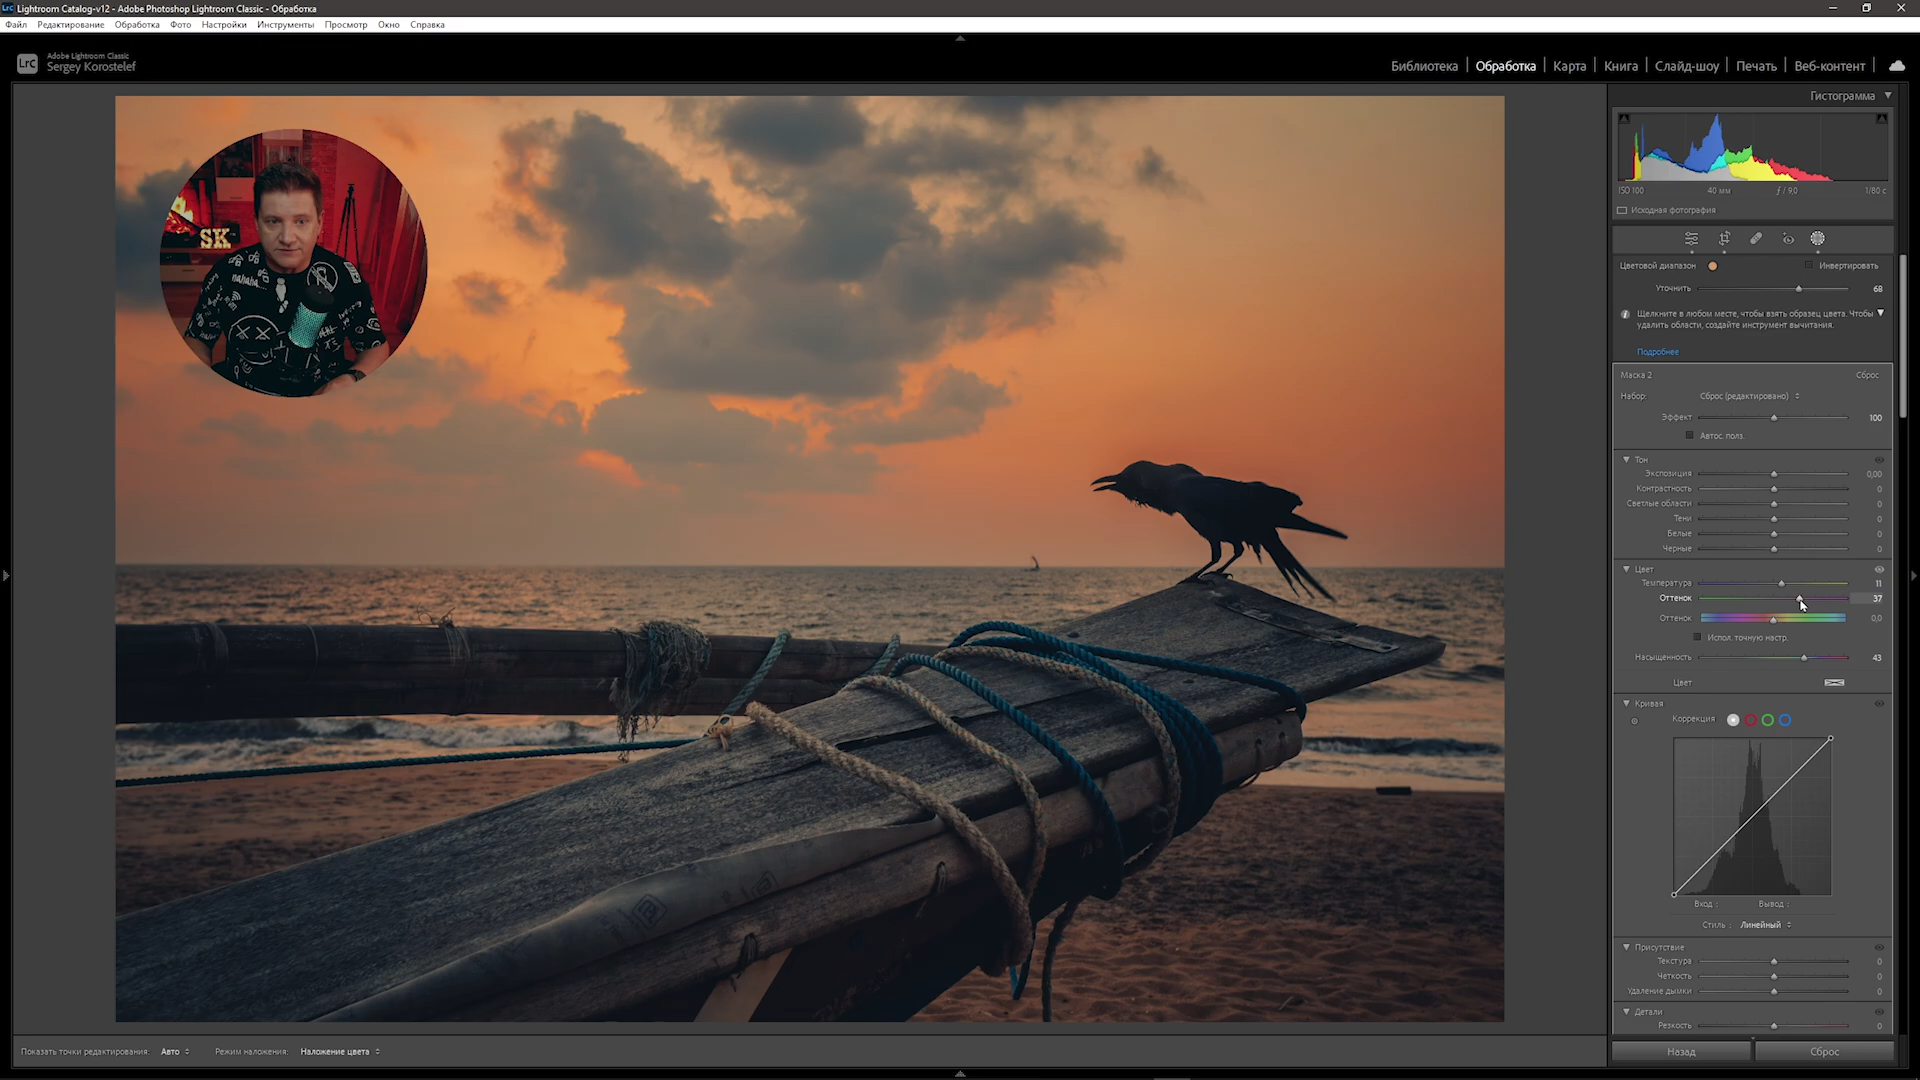 Lightroom Catalog-v12 - Adobe Photoshop Lightroom Classic - Обработка
Файл Редактирование Обработка Фото Настройки Инструменты Просмотр Окно Справка
LrC Adobe Lightroom Classic
Sergey Korostelef
Библиотека | Обработка | Карта | Книга | Слайд-шоу | Печать | Веб-контент |
Гистограмма
ISO 100 40 мм ƒ / 9,0 1/80 с
Исходная фотография
Цветовой диапазон Инвертировать
Уточнить 68
Щелкните в любом месте, чтобы взять образец цвета. Чтобы
удалить области, создайте инструмент вычитания.
Подробнее
Маска 2 Сброс
Набор: Сброс (редактировано)
Эффект 100
Автос. полз.
Тон
Экспозиция 0,00
Контрастность 0
Светлые области 0
Тени 0
Белые 0
Черные 0
Цвет
Температура 11
Оттенок 37
Оттенок 0,0
Испол. точную настр.
Насыщенность 43
Цвет
Кривая
Коррекция
Вход : Вывод :
Стиль : Линейный
Присутствие
Текстура 0
Четкость 0
Удаление дымки 0
Детали
Резкость 0
Назад Сброс
Показать точки редактирования: Авто Режим наложения: Наложение цвета
SK
hahaha...